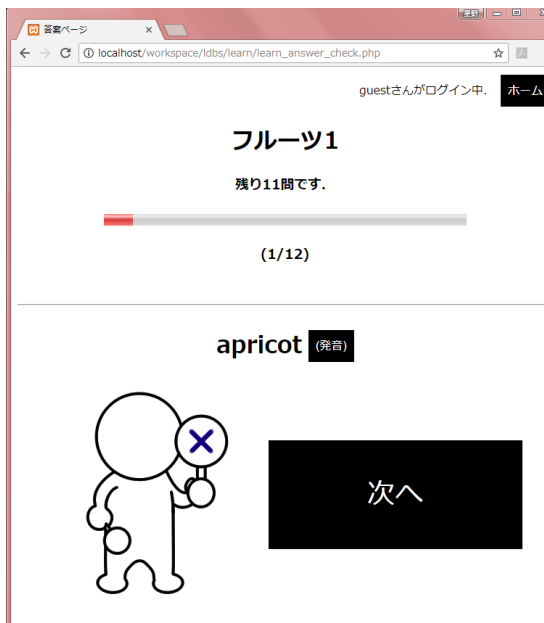 答案ページ
localhost/workspace/ldbs/learn/learn_answer_check.php
guestさんがログイン中.
ホーム
フルーツ1
残り11問です.
(1/12)
apricot (発音)
次へ